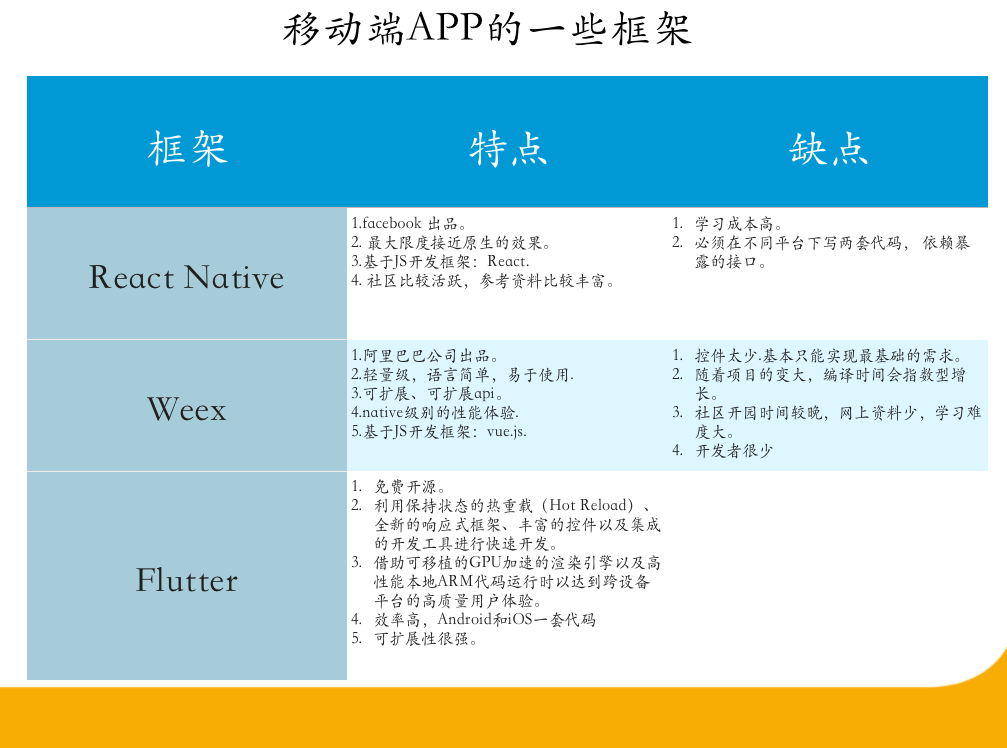 移动端APP的一些框架
框架
特点
缺点
React Native
1.facebook 出品。
2. 最大限度接近原生的效果。
3.基于JS开发框架：React.
4. 社区比较活跃，参考资料比较丰富。
1. 学习成本高。
2. 必须在不同平台下写两套代码， 依赖暴
露的接口。
Weex
1.阿里巴巴公司出品。
2.轻量级，语言简单，易于使用.
3.可扩展、可扩展api。
4.native级别的性能体验.
5.基于JS开发框架：vue.js.
1. 控件太少.基本只能实现最基础的需求。
2. 随着项目的变大，编译时间会指数型增
长。
3. 社区开园时间较晚，网上资料少，学习难
度大。
4. 开发者很少
Flutter
1. 免费开源。
2. 利用保持状态的热重载（Hot Reload）、
全新的响应式框架、丰富的控件以及集成
的开发工具进行快速开发。
3. 借助可移植的GPU加速的渲染引擎以及高
性能本地ARM代码运行时以达到跨设备
平台的高质量用户体验。
4. 效率高，Android和iOS一套代码
5. 可扩展性很强。